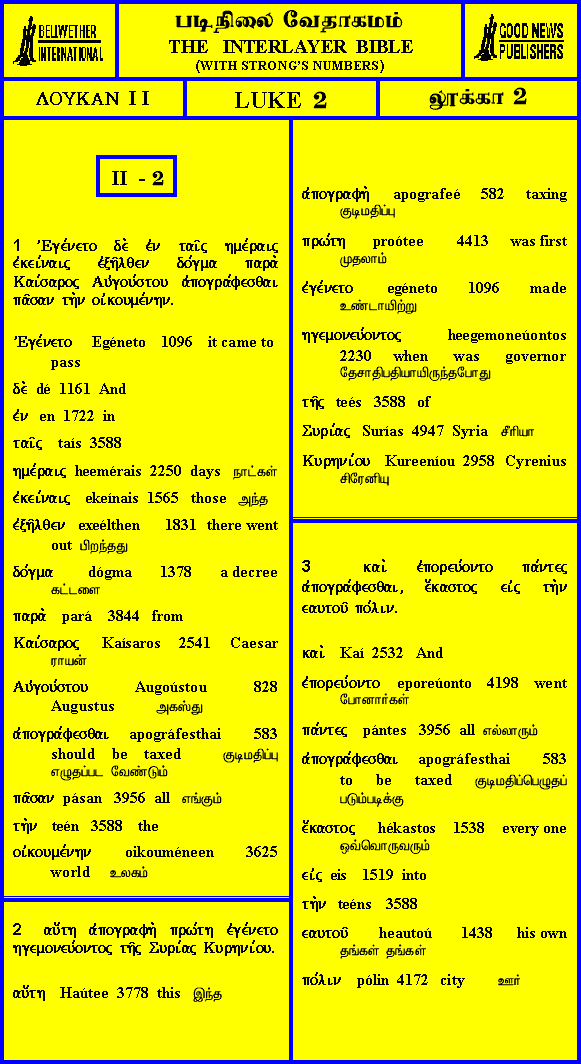 BELLWETHER
INTERNATIONAL
படிநிலை வேதாகமம்
THE INTERLAYER BIBLE
(WITH STRONG'S NUMBERS)
GOOD NEWS
PUBLISHERS
ΛΟΥΚΑΝ II
LUKE 2
லூக்கா 2
II - 2
1 Ἐγένετο δὲ ἐν ταῖς ημέραις
ἐκείναις ἐξῆλθεν δόγμα παρὰ
Καίσαρος Αὐγούστου ἀπογράφεσθαι
πᾶσαν τὴν οἰκουμένην.
Ἐγένετο Egéneto 1096 it came to
pass
δὲ dé 1161 And
ἐν en 1722 in
ταῖς taís 3588
ημέραις heemérais 2250 days நாட்கள்
ἐκείναις ekeínais 1565 those அந்த
ἐξῆλθεν exeélthen 1831 there went
out பிறந்தது
δόγμα dógma 1378 a decree
கட்டளை
παρὰ pará 3844 from
Καίσαρος Kaísaros 2541 Caesar
ராயன்
Αὐγούστου Augoústou 828
Augustus அகஸ்து
ἀπογράφεσθαι apográfesthai 583
should be taxed குடிமதிப்பு
எழுதப்பட வேண்டும்
πᾶσαν pásan 3956 all எங்கும்
τὴν teén 3588 the
οἰκουμένην oikouméneen 3625
world உலகம்
2 αὕτη ἀπογραφὴ πρώτη ἐγένετο
ηγεμονεύοντος τῆς Συρίας Κυρηνίου.
αὕτη Haútee 3778 this இந்த
ἀπογραφὴ apografeé 582 taxing
குடிமதிப்பு
πρώτη proótee 4413 was first
முதலாம்
ἐγένετο egéneto 1096 made
உண்டாயிற்று
ηγεμονεύοντος heegemoneúontos
2230 when was governor
தேசாதிபதியாயிருந்தபோது
τῆς teés 3588 of
Συρίας Surías 4947 Syria சீரியா
Κυρηνίου Kureeníou 2958 Cyrenius
சிரேனியு
3 καὶ ἐπορεύοντο πάντες
ἀπογράφεσθαι, ἕκαστος εἰς τὴν
εαυτοῦ πόλιν.
καὶ Kaí 2532 And
ἐπορεύοντο eporeúonto 4198 went
போனார்கள்
πάντες pántes 3956 all எல்லாரும்
ἀπογράφεσθαι apográfesthai 583
to be taxed குடிமதிப்பெழுதப்
படும்படிக்கு
ἕκαστος hékastos 1538 every one
ஒவ்வொருவரும்
εἰς eis 1519 into
τὴν teéns 3588
εαυτοῦ heautoú 1438 his own
தங்கள் தங்கள்
πόλιν pólin 4172 city ஊர்